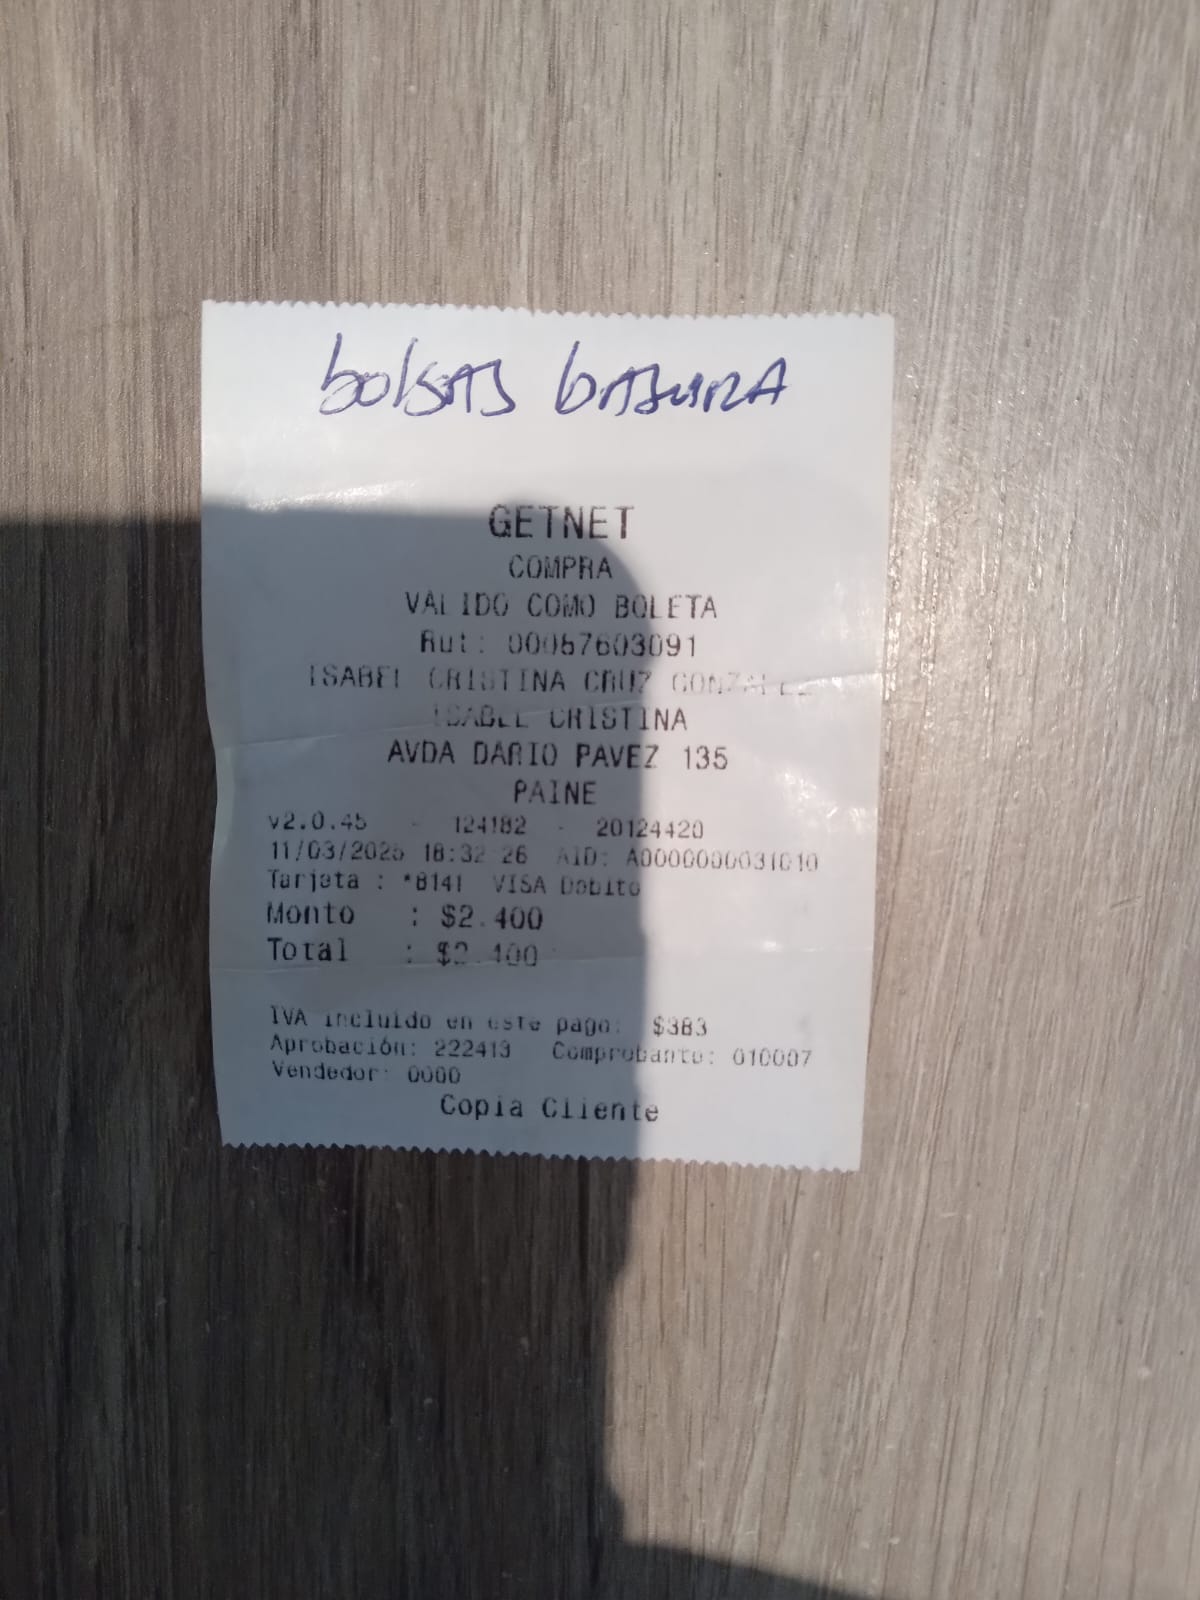 bolsas basura
GETNET
COMPRA
VALIDO COMO BOLETA
Rut: 00087603091
ISABEL CRISTINA CRUZ GONZALEZ
ISABEL CRISTINA
AVDA DARIO PAVEZ 135
PAINE
v2.0.45 - 124182 - 20124420
11/03/2025 18:32:26 AID: A0000000031010
Tarjeta : *8141 VISA Debito
Monto : $2.400
Total : $2.400
IVA incluido en este pago: $383
Aprobación: 222413 Comprobante: 010007
Vendedor: 0000
Copia Cliente